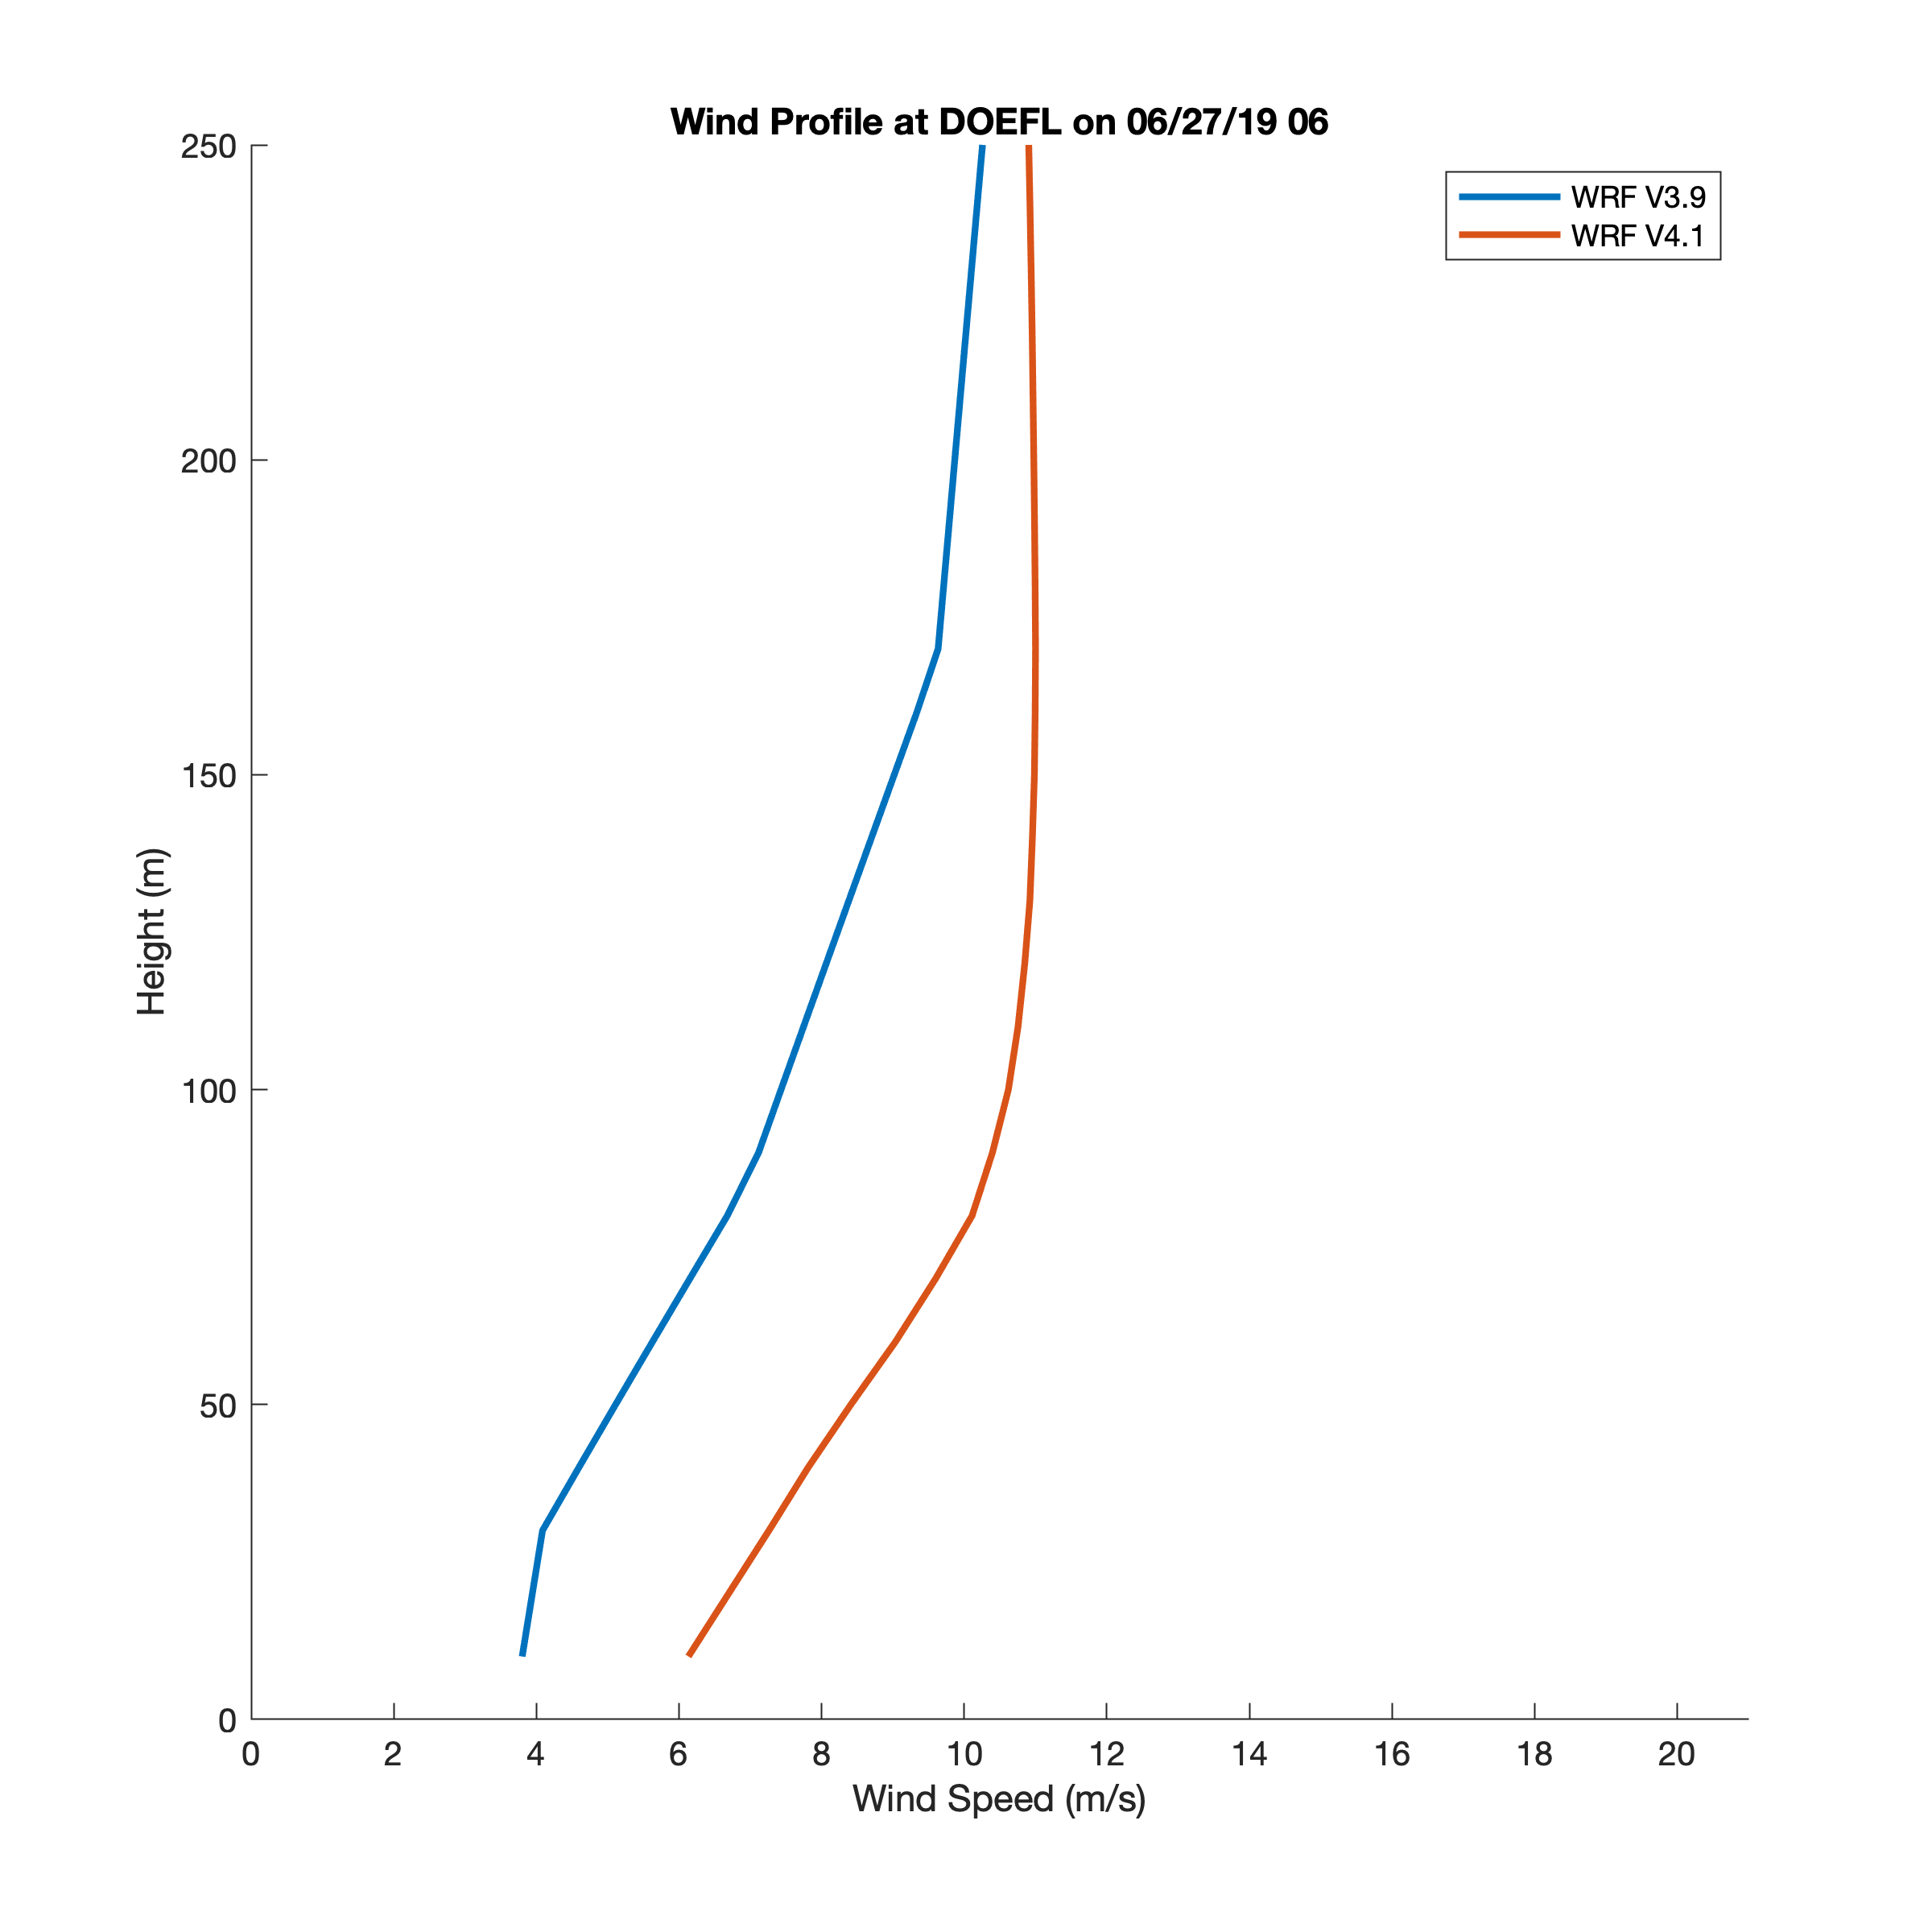 Wind Profile at DOEFL on 06/27/19 06
WRF V3.9
WRF V4.1
250
200
150
100
50
0
Height (m)
0 2 4 6 8 10 12 14 16 18 20
Wind Speed (m/s)